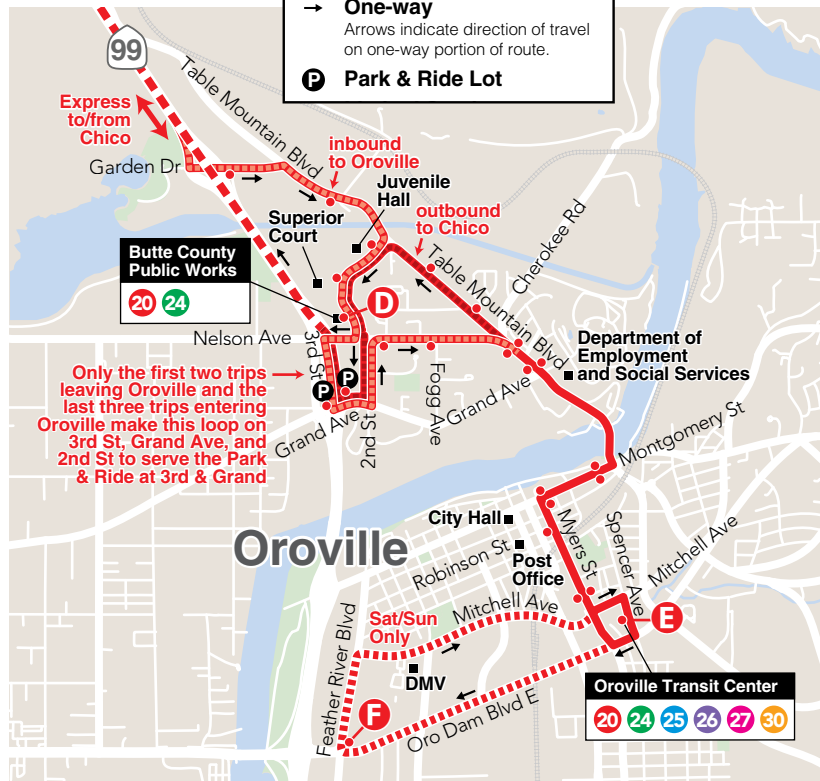 One-way
Arrows indicate direction of travel
on one-way portion of route.
P Park & Ride Lot
99
Table Mountain Blvd
Express
to/from
Chico
Garden Dr
inbound
to Oroville
Juvenile
Hall
Superior
Court
outbound
to Chico
Cherokee Rd
Table Mountain Blvd
Butte County
Public Works
20 24
D
Nelson Ave
3rd St
Department of
Employment
and Social Services
Only the first two trips
leaving Oroville and the
last three trips entering
Oroville make this loop on
3rd St, Grand Ave, and
2nd St to serve the Park
& Ride at 3rd & Grand
P
P
Grand Ave
2nd St
Fogg Ave
Grand Ave
Montgomery St
City Hall
Oroville
Robinson St
Post
Office
Myers St
Spencer Ave
Mitchell Ave
Sat/Sun
Only
Mitchell Ave
E
Feather River Blvd
DMV
F
Oro Dam Blvd E
Oroville Transit Center
20 24 25 26 27 30